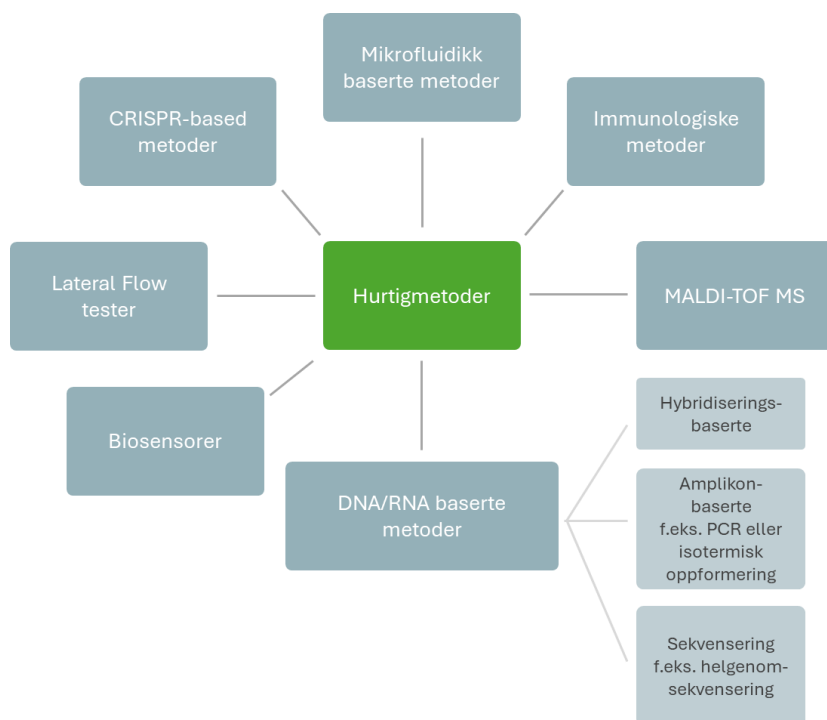 Mikrofluidikk
baserte metoder
CRISPR-based
metoder
Immunologiske
metoder
Lateral Flow
tester
Hurtigmetoder
MALDI-TOF MS
Biosensorer
DNA/RNA baserte
metoder
Hybridiserings-
baserte
Amplikon-
baserte
f.eks. PCR eller
isotermisk
oppformering
Sekvensering
f.eks. helgenom-
sekvensering